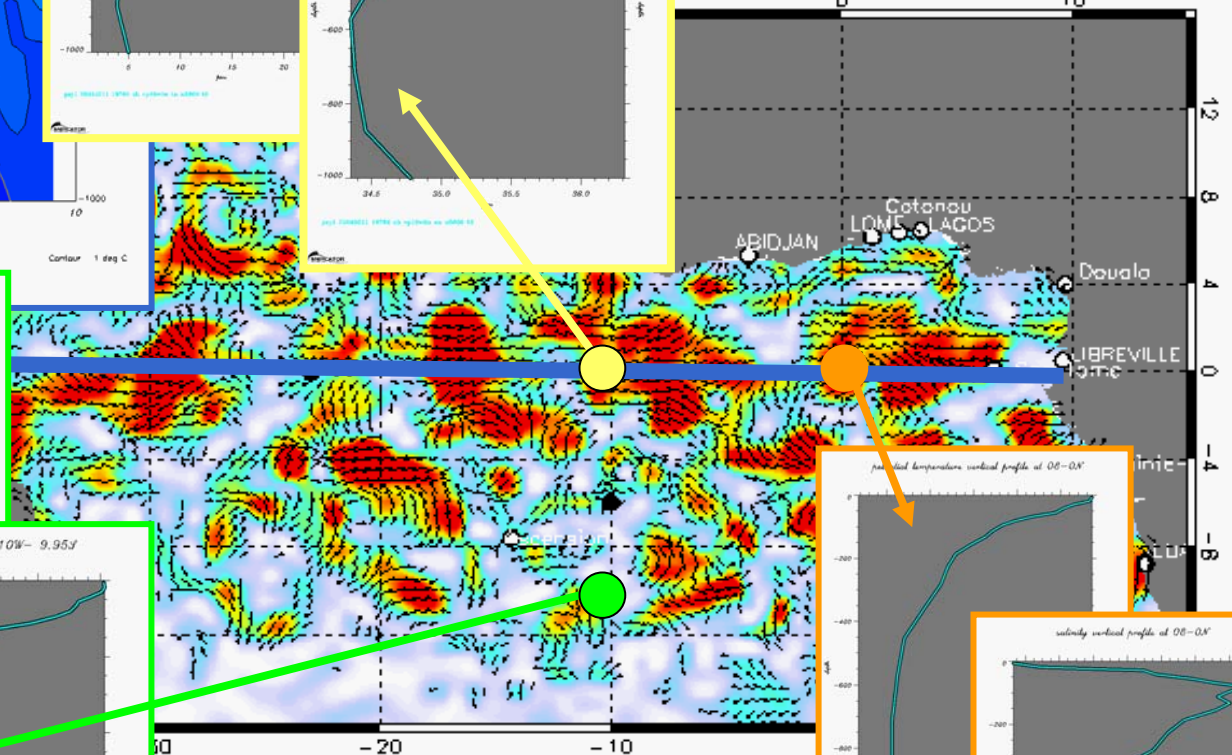 0
10
-600
-800
-1000
34.5
35.0
35.5
36.0
-1000
5
10
15
20
-1000
10
Contour 1 deg C
12
8
4
0
-4
-8
Cotonou
LOME
LAGOS
ABIDJAN
Douala
LIBREVILLE
Tome
Ascension
potential temperature vertical profile at 0E-0N
0
-200
-400
-600
-800
depth
salinity vertical profile at 0E-0N
0
-200
10W- 9.95S
-20
-10